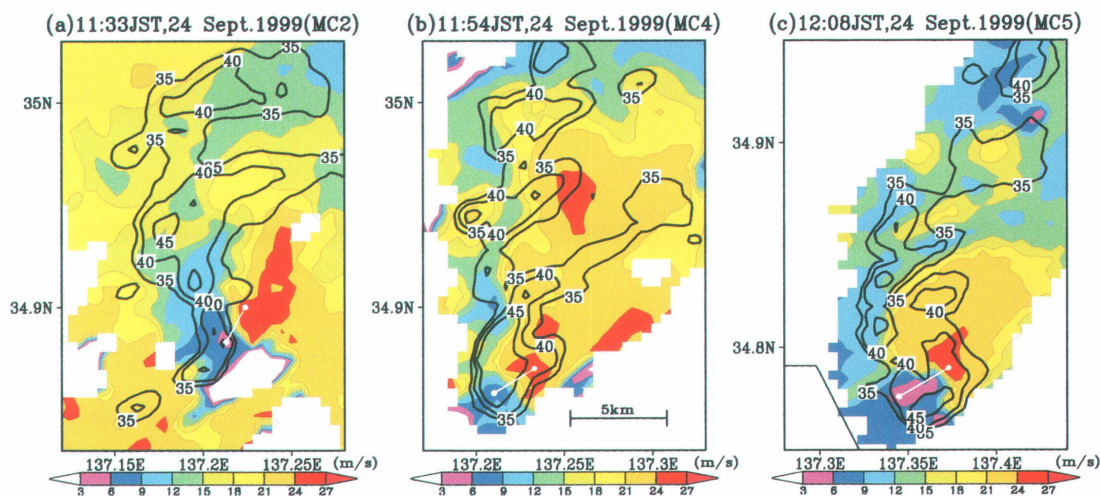 (a)11:33JST,24 Sept.1999(MC2)
(b)11:54JST,24 Sept.1999(MC4)
(c)12:08JST,24 Sept.1999(MC5)
35N
34.9N
35 40 35 40 35 35 35 40 45 40 35 40 35 35
137.15E 137.2E 137.25E (m/s)
3 6 9 12 15 18 21 24 27
35N
34.9N
35 40 35 40 35 40 35 40 40 45 35 40 40 45 35
5km
137.2E 137.25E 137.3E (m/s)
3 6 9 12 15 18 21 24 27
34.9N
34.8N
40 35 35 35 35 40 35 35 40 40 40 35 45 40 35
137.3E 137.35E 137.4E (m/s)
3 6 9 12 15 18 21 24 27